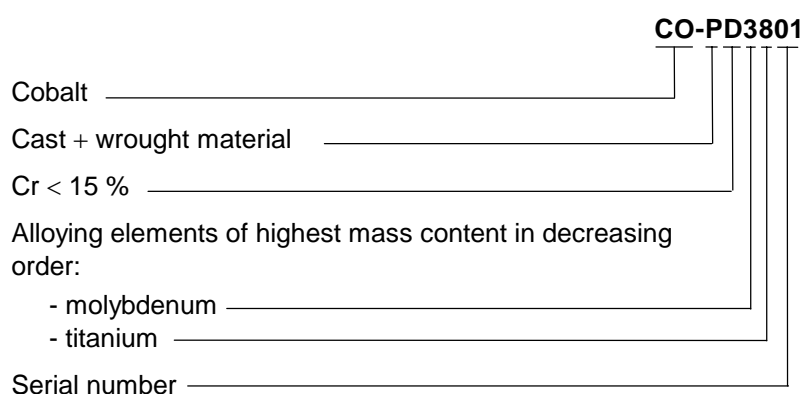 CO-PD3801
Cobalt
Cast + wrought material
Cr < 15 %
Alloying elements of highest mass content in decreasing
order:
- molybdenum
- titanium
Serial number